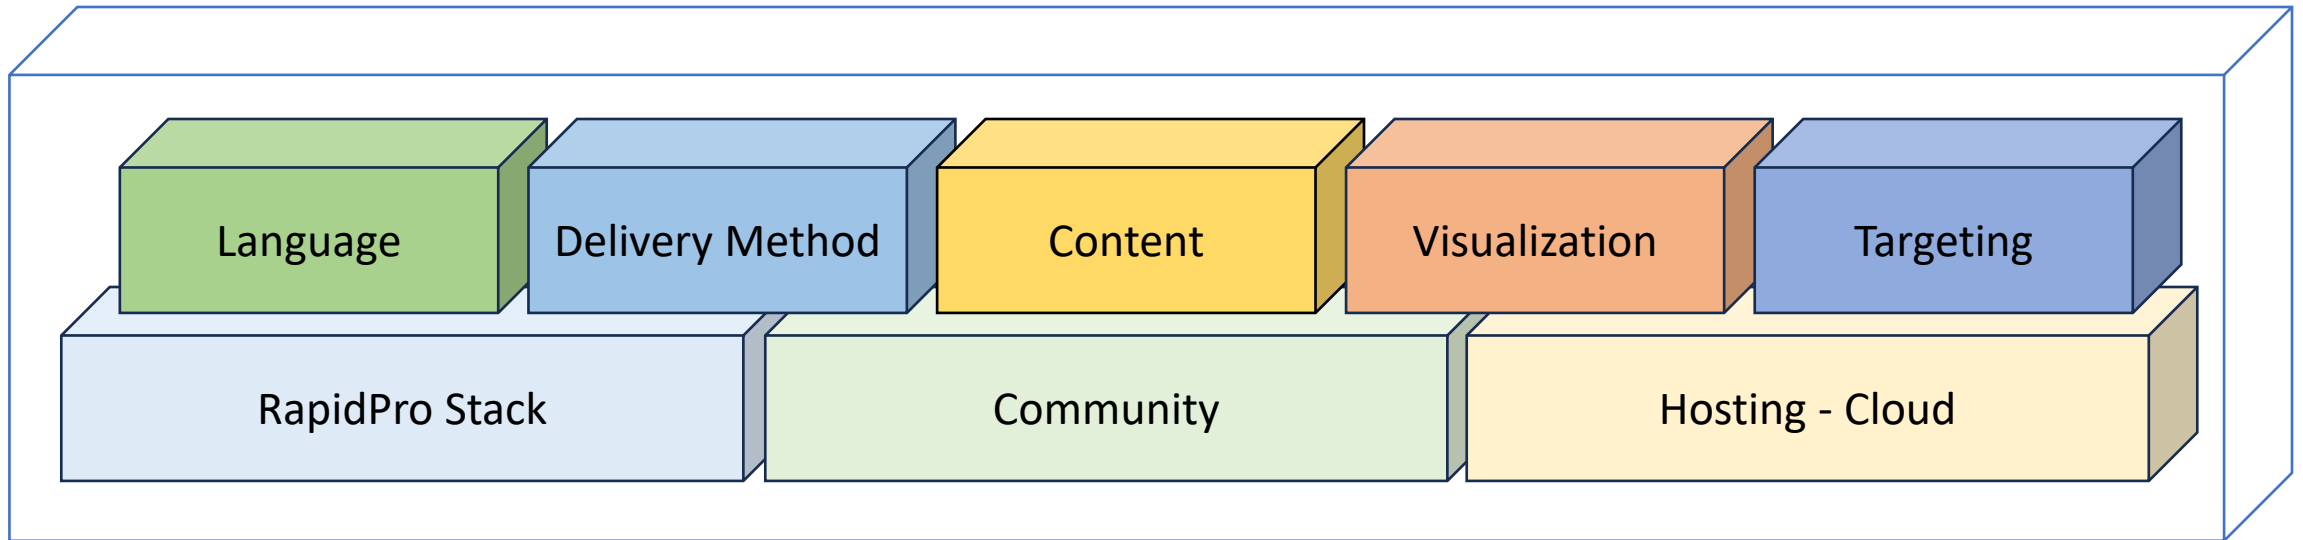 Language
Delivery Method
Content
Visualization
Targeting
RapidPro Stack
Community
Hosting - Cloud